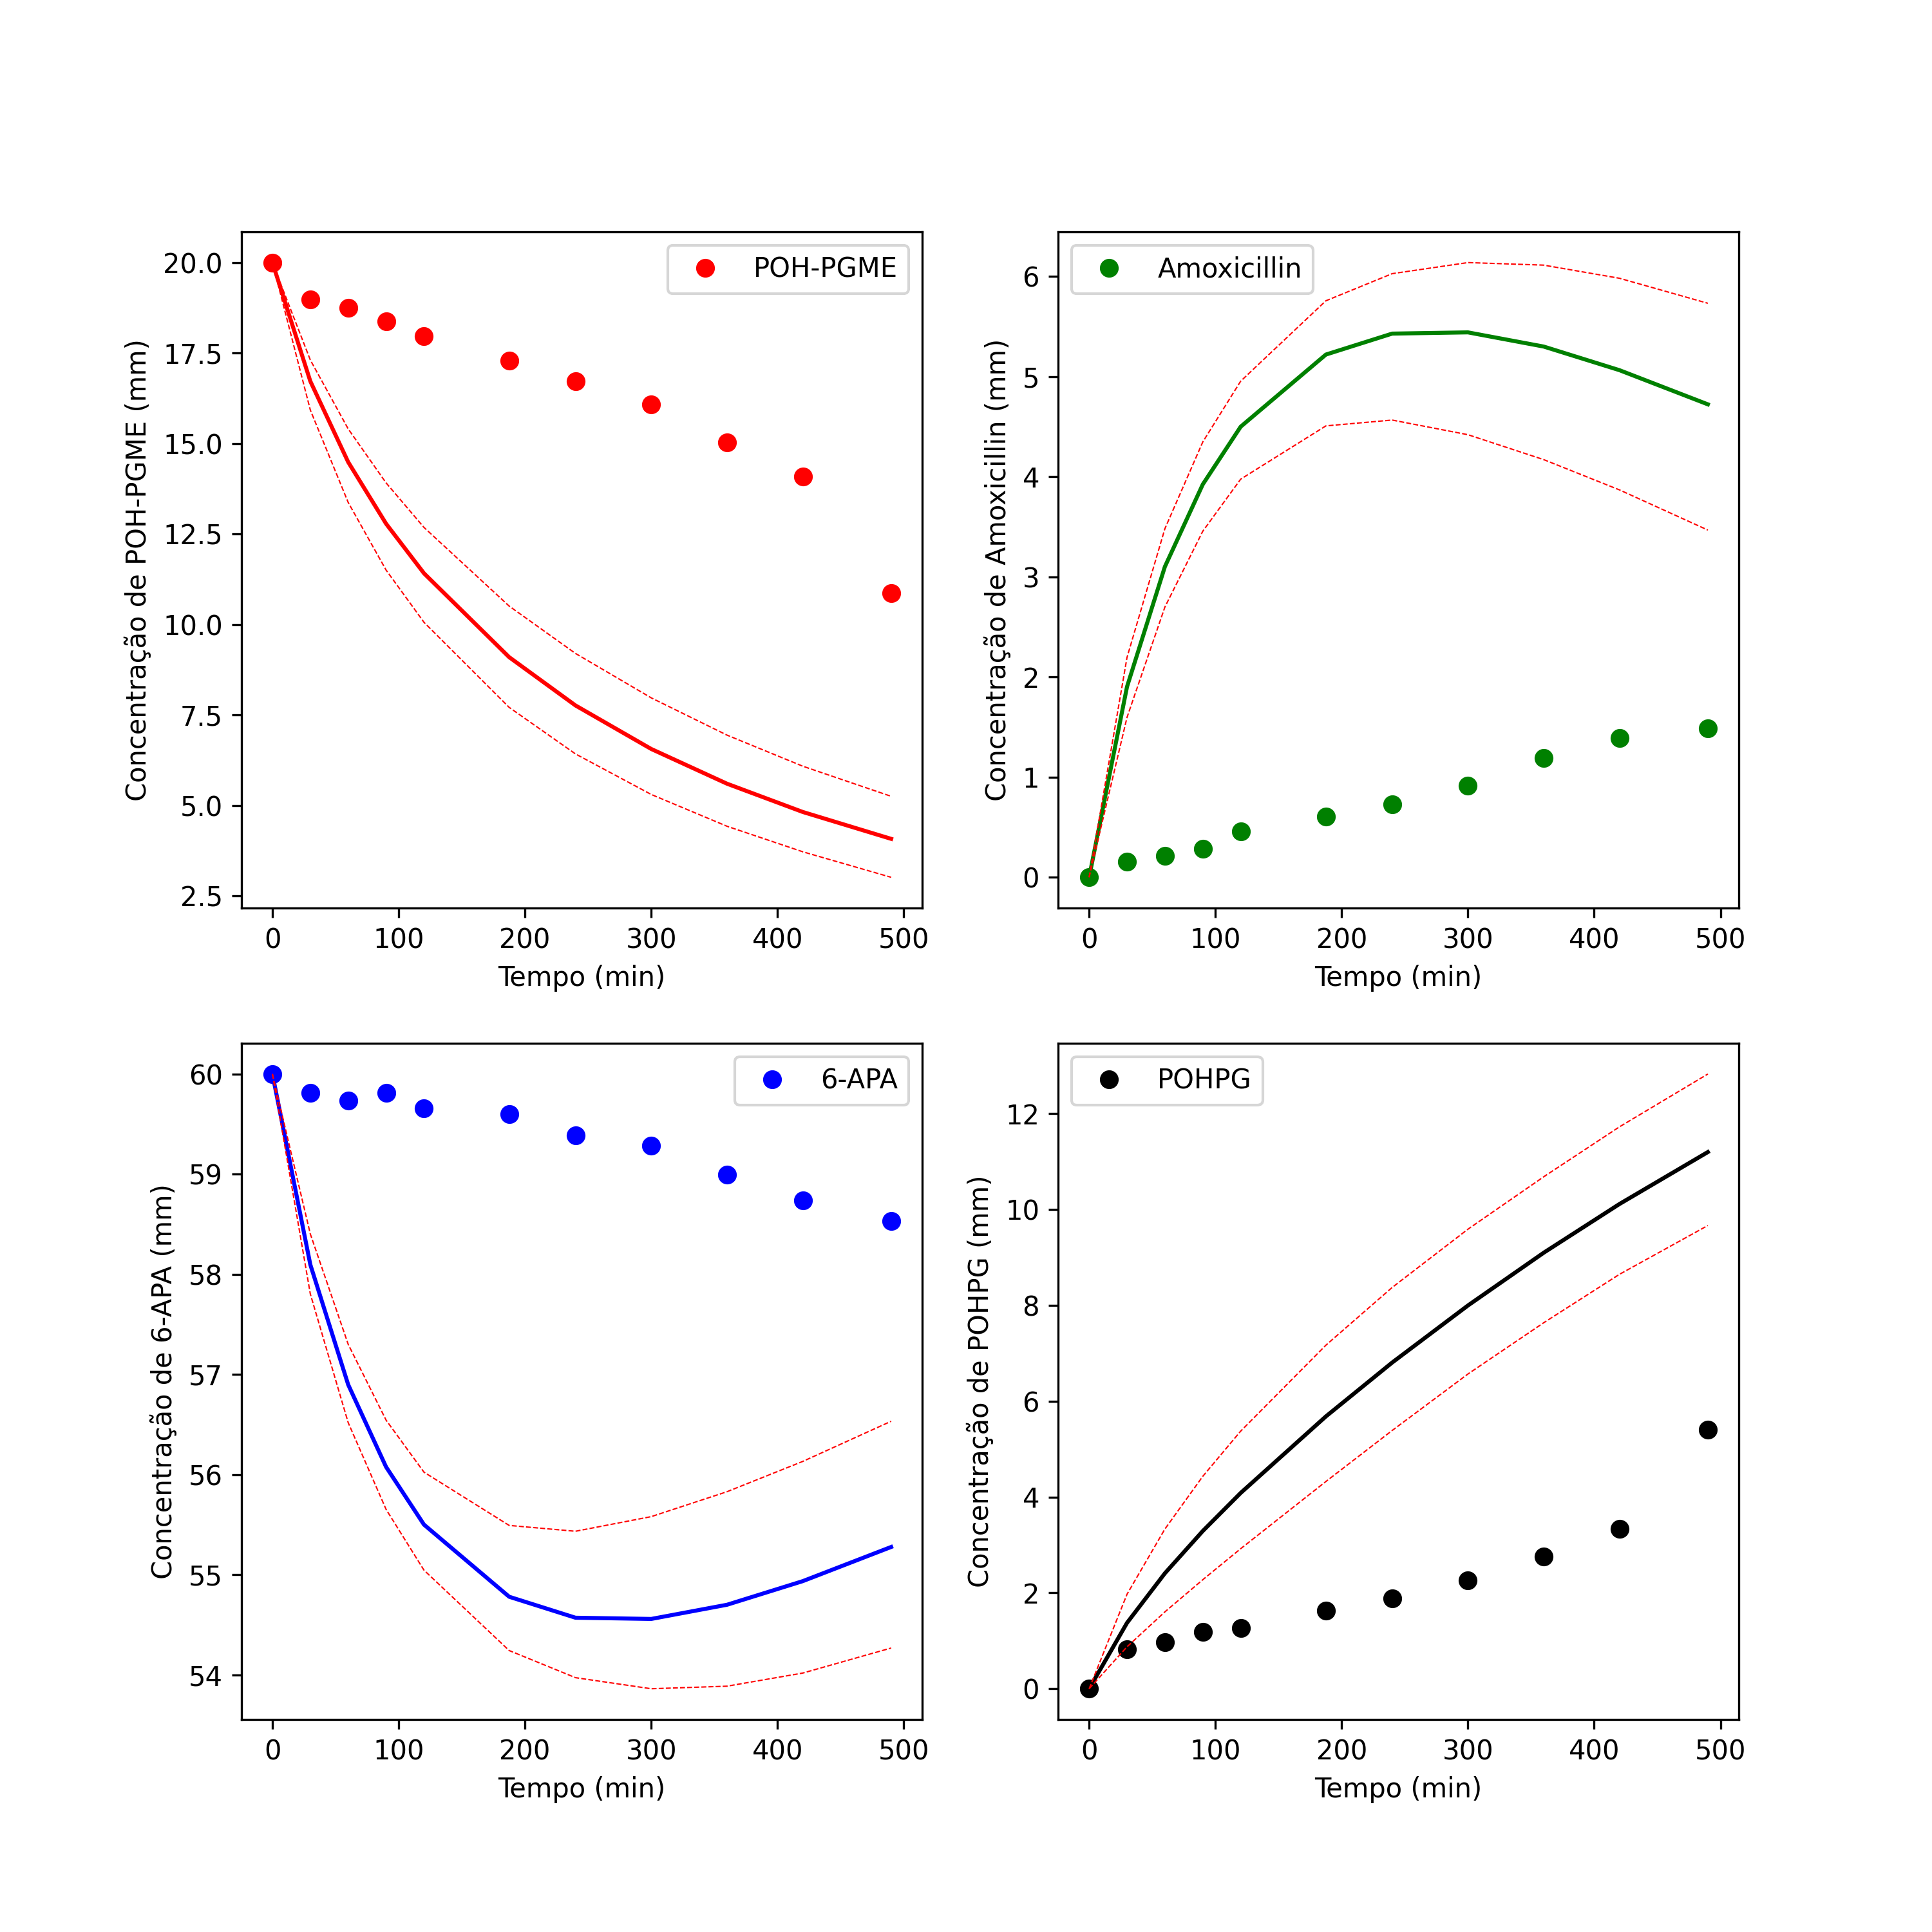 POH-PGME
Concentração de POH-PGME (mm)
20.0
17.5
15.0
12.5
10.0
7.5
5.0
2.5
0 100 200 300 400 500
Tempo (min)
Amoxicillin
Concentração de Amoxicillin (mm)
6
5
4
3
2
1
0
0 100 200 300 400 500
Tempo (min)
6-APA
Concentração de 6-APA (mm)
60
59
58
57
56
55
54
0 100 200 300 400 500
Tempo (min)
POHPG
Concentração de POHPG (mm)
12
10
8
6
4
2
0
0 100 200 300 400 500
Tempo (min)